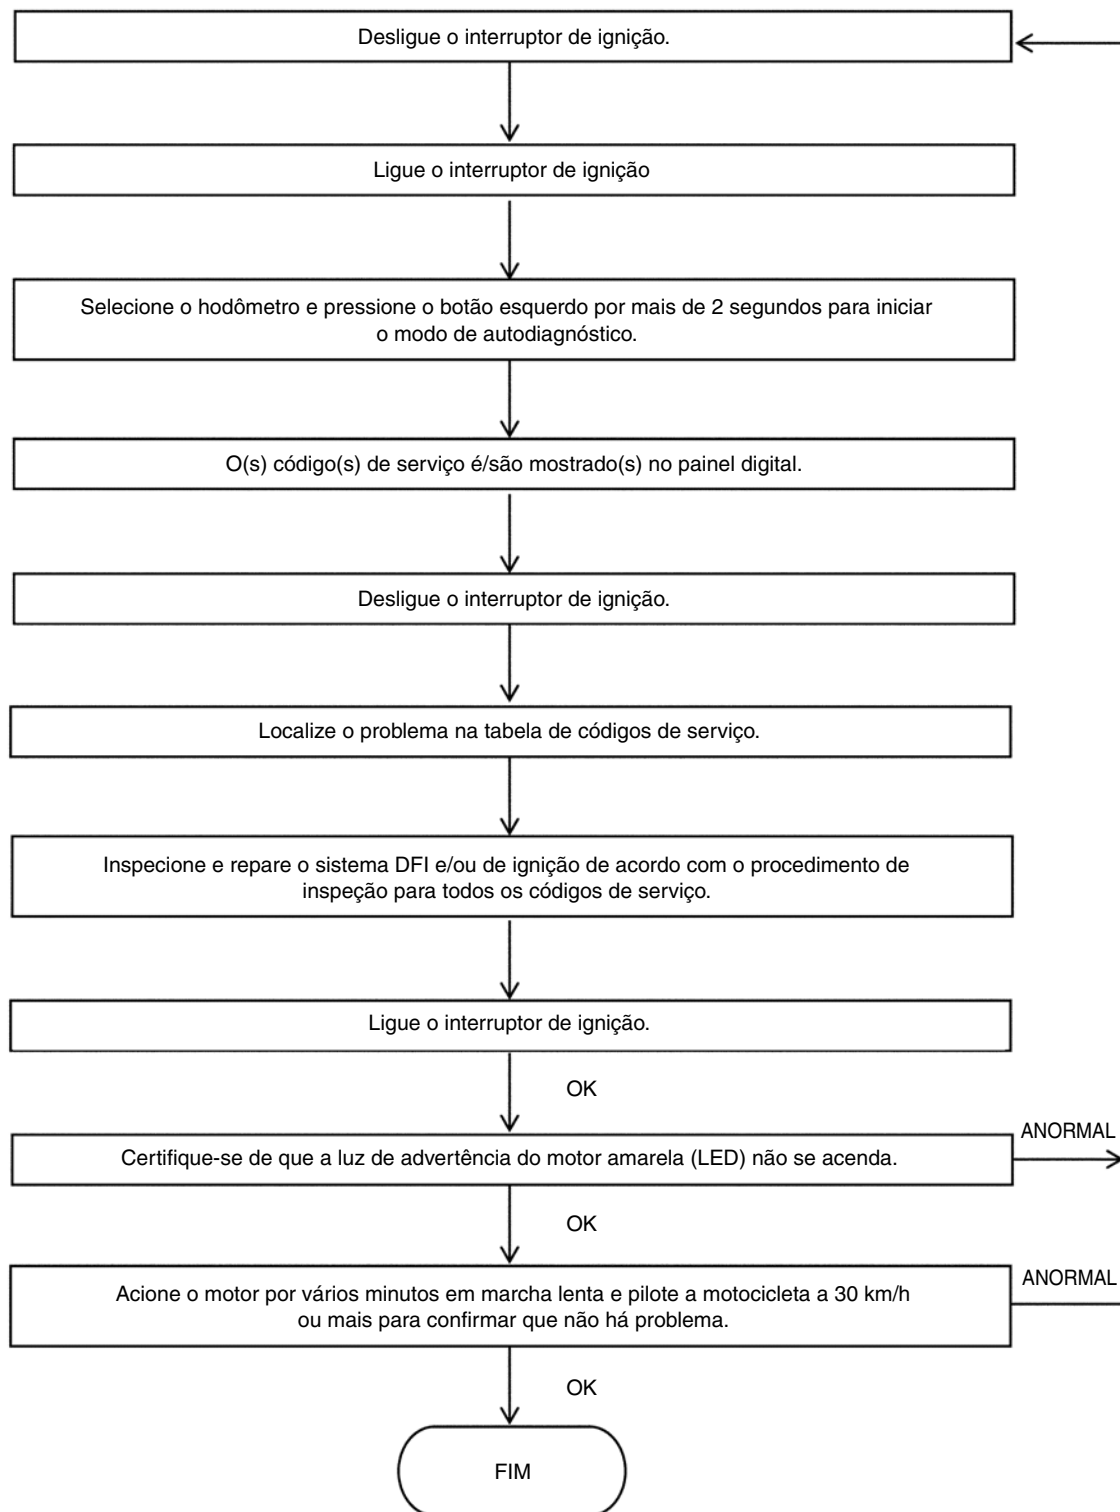 Desligue o interruptor de ignição.
Ligue o interruptor de ignição
Selecione o hodômetro e pressione o botão esquerdo por mais de 2 segundos para iniciar
o modo de autodiagnóstico.
O(s) código(s) de serviço é/são mostrado(s) no painel digital.
Desligue o interruptor de ignição.
Localize o problema na tabela de códigos de serviço.
Inspecione e repare o sistema DFI e/ou de ignição de acordo com o procedimento de
inspeção para todos os códigos de serviço.
Ligue o interruptor de ignição.
OK
ANORMAL
Certifique-se de que a luz de advertência do motor amarela (LED) não se acenda.
OK
ANORMAL
Acione o motor por vários minutos em marcha lenta e pilote a motocicleta a 30 km/h
ou mais para confirmar que não há problema.
OK
FIM